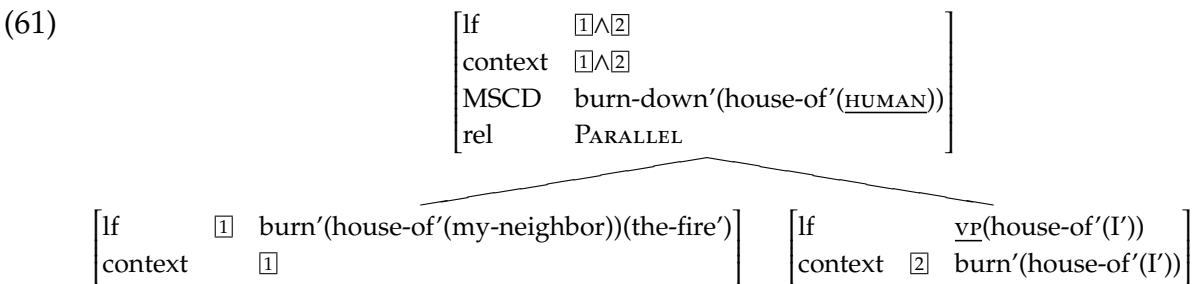 (61)
lf 1∧2
context 1∧2
MSCD burn-down'(house-of'(HUMAN))
rel PARALLEL
lf 1 burn'(house-of'(my-neighbor))(the-fire') lf VP(house-of'(I'))
context 1 context 2 burn'(house-of'(I'))